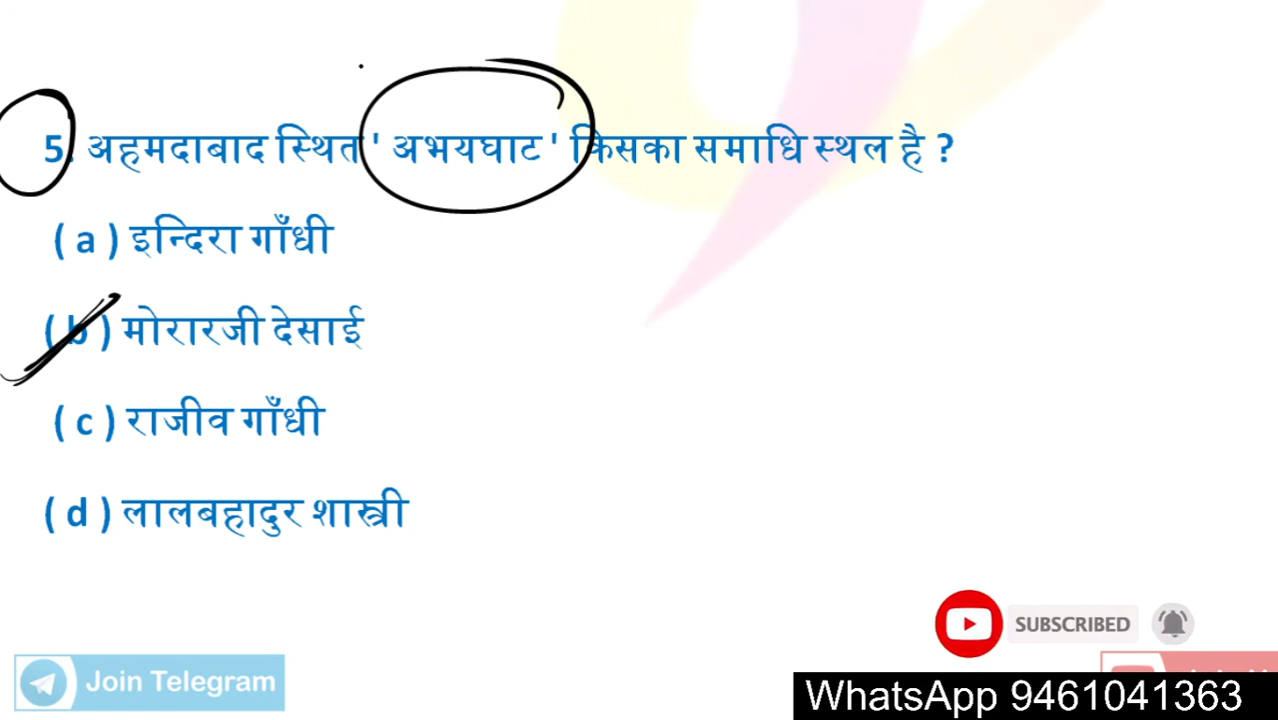 5. अहमदाबाद स्थित ' अभयघाट ' किसका समाधि स्थल है ?
( a ) इन्दिरा गाँधी
( b ) मोरारजी देसाई
( c ) राजीव गाँधी
( d ) लालबहादुर शास्त्री
SUBSCRIBED
Join Telegram
WhatsApp 9461041363